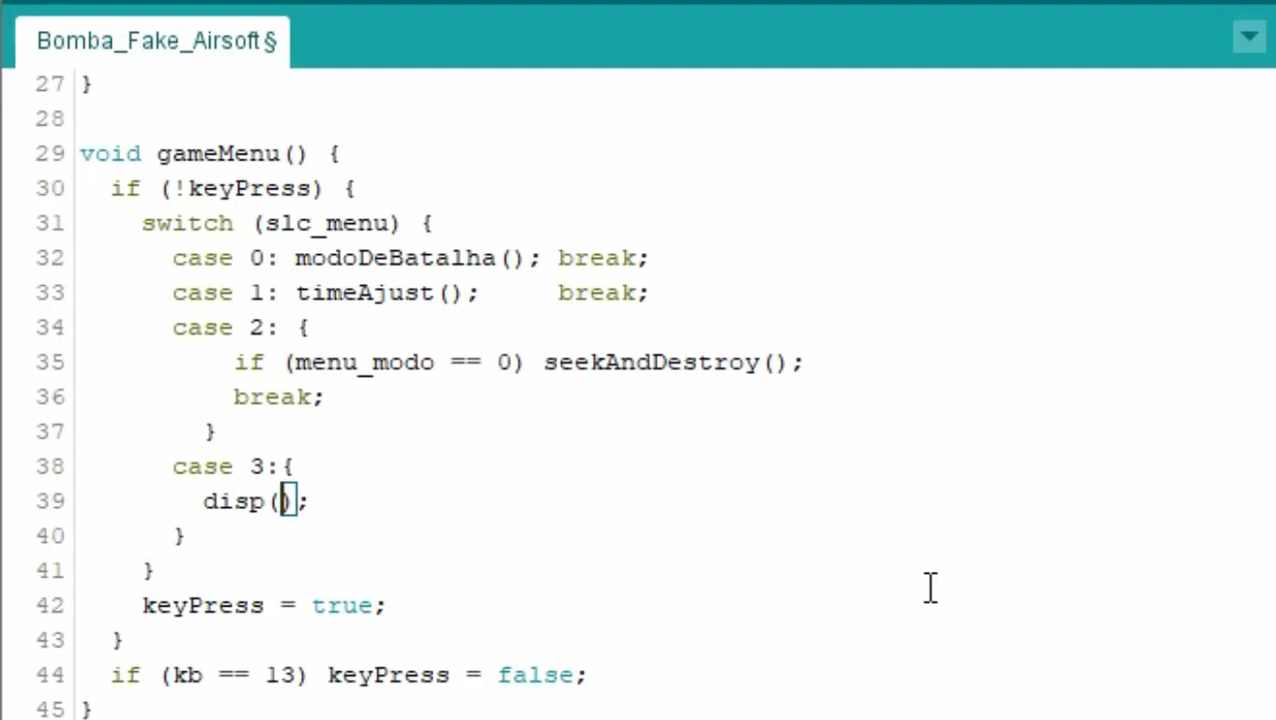 Bomba_Fake_Airsoft§
27 }
28
29 void gameMenu() {
30   if (!keyPress) {
31     switch (slc_menu) {
32       case 0: modoDeBatalha(); break;
33       case 1: timeAjust();     break;
34       case 2: {
35           if (menu_modo == 0) seekAndDestroy();
36           break;
37         }
38       case 3:{
39         disp();
40       }
41     }
42     keyPress = true;
43   }
44   if (kb == 13) keyPress = false;
45 }